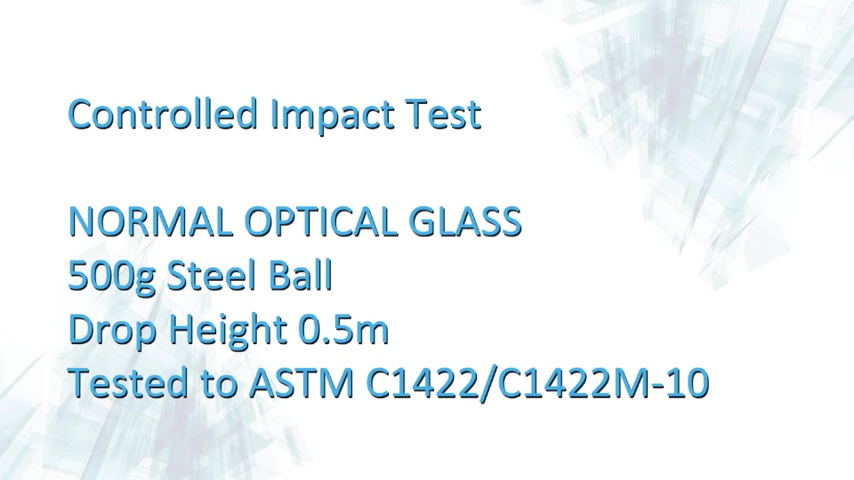 Controlled Impact Test
NORMAL OPTICAL GLASS
500g Steel Ball
Drop Height 0.5m
Tested to ASTM C1422/C1422M-10